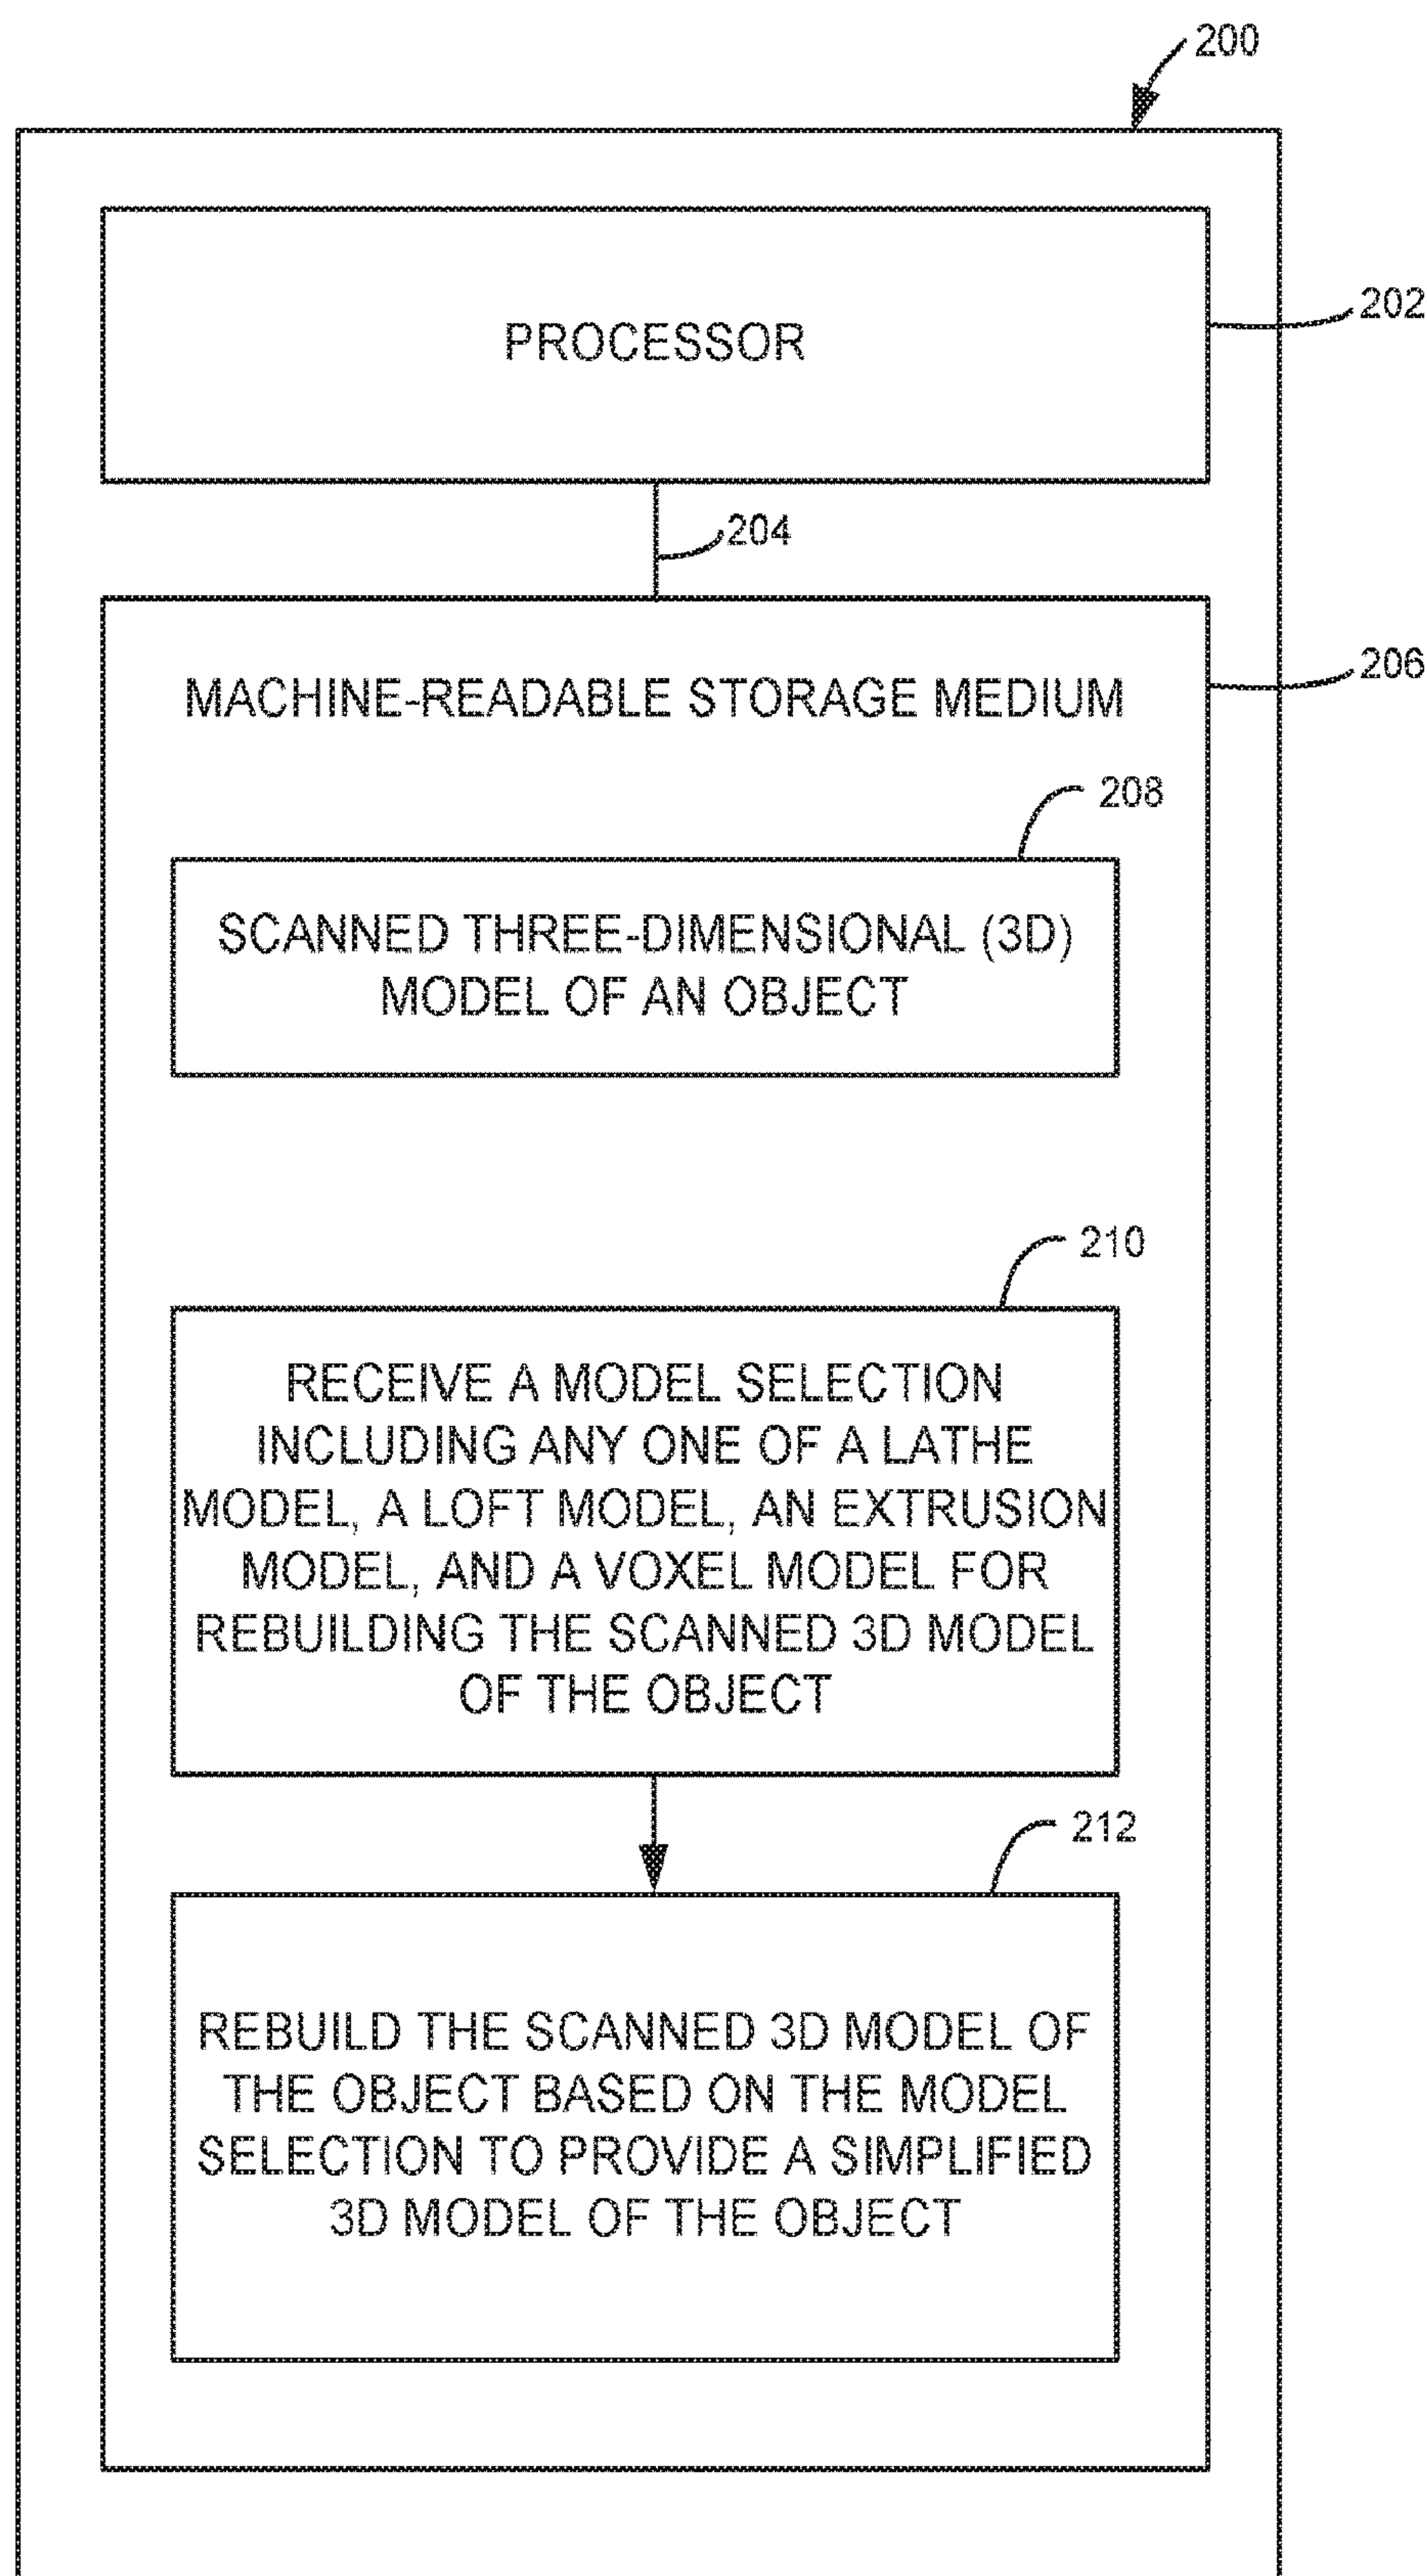 200
PROCESSOR
202
204
MACHINE-READABLE STORAGE MEDIUM
206
208
SCANNED THREE-DIMENSIONAL (3D)
MODEL OF AN OBJECT
210
RECEIVE A MODEL SELECTION
INCLUDING ANY ONE OF A LATHE
MODEL, A LOFT MODEL, AN EXTRUSION
MODEL, AND A VOXEL MODEL FOR
REBUILDING THE SCANNED 3D MODEL
OF THE OBJECT
212
REBUILD THE SCANNED 3D MODEL OF
THE OBJECT BASED ON THE MODEL
SELECTION TO PROVIDE A SIMPLIFIED
3D MODEL OF THE OBJECT